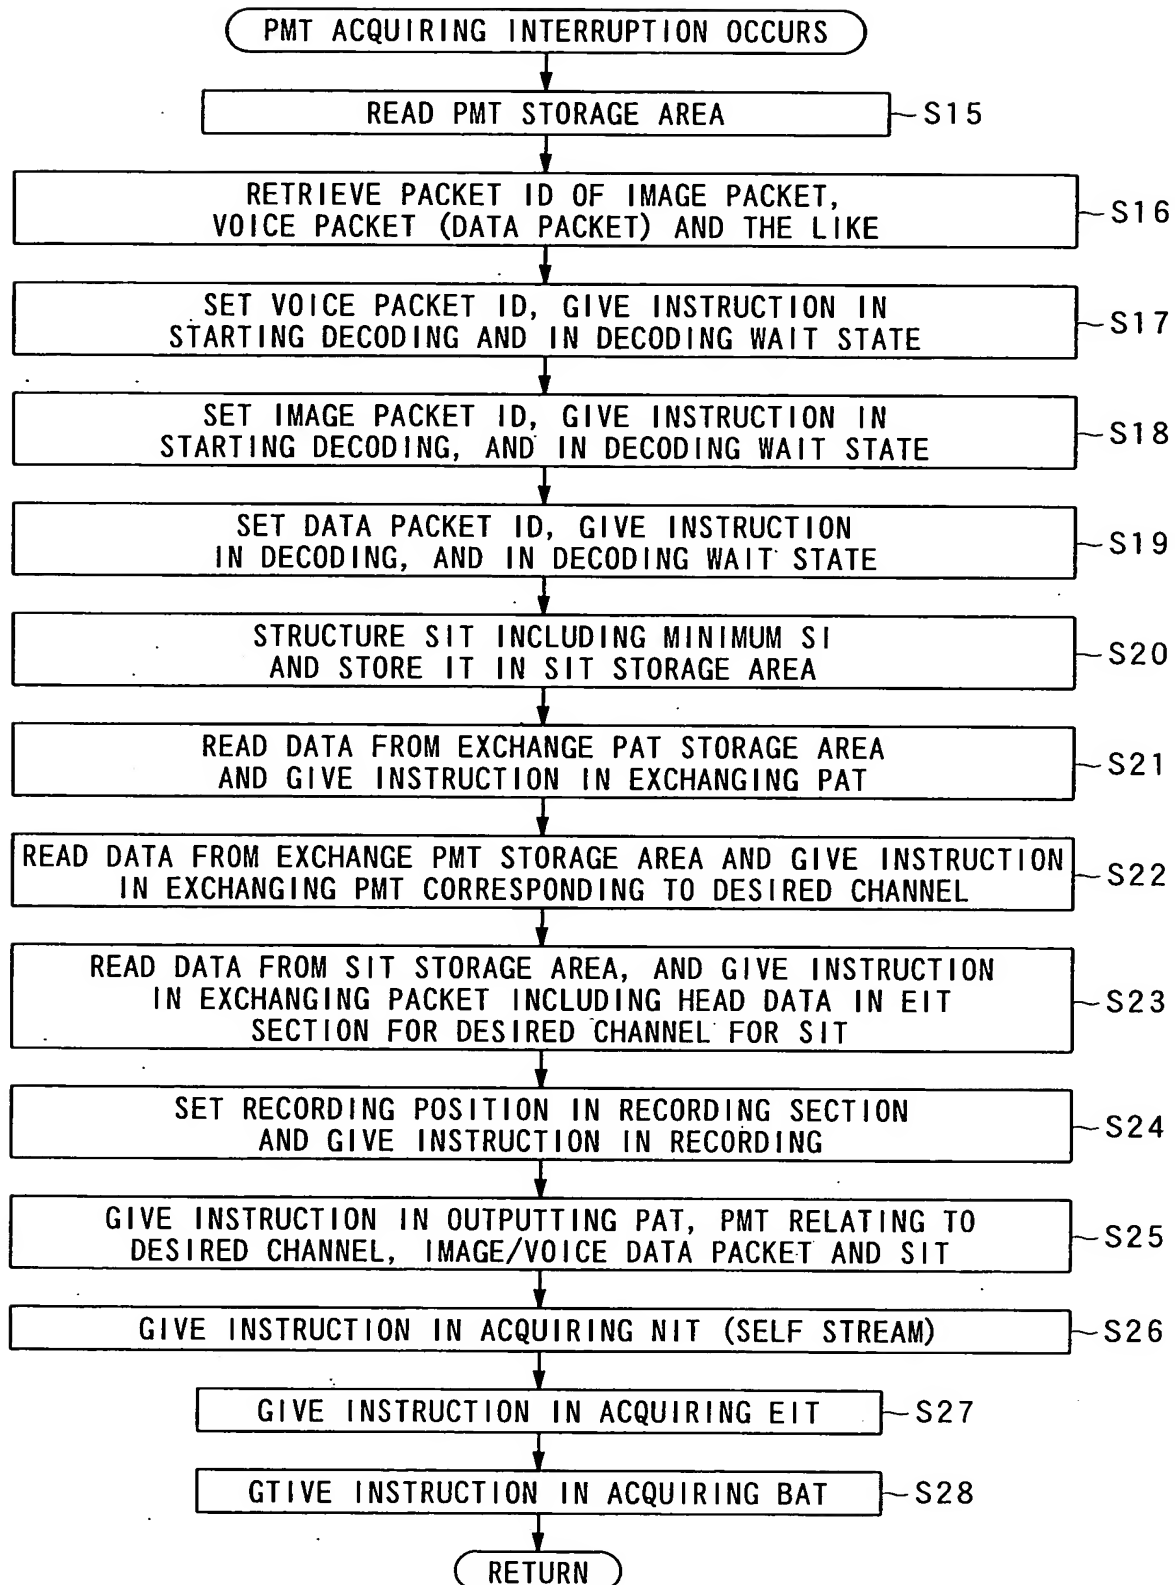 PMT ACQUIRING INTERRUPTION OCCURS
READ PMT STORAGE AREA
S15
RETRIEVE PACKET ID OF IMAGE PACKET,
VOICE PACKET (DATA PACKET) AND THE LIKE
S16
SET VOICE PACKET ID, GIVE INSTRUCTION IN
STARTING DECODING AND IN DECODING WAIT STATE
S17
SET IMAGE PACKET ID, GIVE INSTRUCTION IN
STARTING DECODING, AND IN DECODING WAIT STATE
S18
SET DATA PACKET ID, GIVE INSTRUCTION
IN DECODING, AND IN DECODING WAIT STATE
S19
STRUCTURE SIT INCLUDING MINIMUM SI
AND STORE IT IN SIT STORAGE AREA
S20
READ DATA FROM EXCHANGE PAT STORAGE AREA
AND GIVE INSTRUCTION IN EXCHANGING PAT
S21
READ DATA FROM EXCHANGE PMT STORAGE AREA AND GIVE INSTRUCTION
IN EXCHANGING PMT CORRESPONDING TO DESIRED CHANNEL
S22
READ DATA FROM SIT STORAGE AREA, AND GIVE INSTRUCTION
IN EXCHANGING PACKET INCLUDING HEAD DATA IN EIT
SECTION FOR DESIRED CHANNEL FOR SIT
S23
SET RECORDING POSITION IN RECORDING SECTION
AND GIVE INSTRUCTION IN RECORDING
S24
GIVE INSTRUCTION IN OUTPUTTING PAT, PMT RELATING TO
DESIRED CHANNEL, IMAGE/VOICE DATA PACKET AND SIT
S25
GIVE INSTRUCTION IN ACQUIRING NIT (SELF STREAM)
S26
GIVE INSTRUCTION IN ACQUIRING EIT
S27
GTIVE INSTRUCTION IN ACQUIRING BAT
S28
RETURN